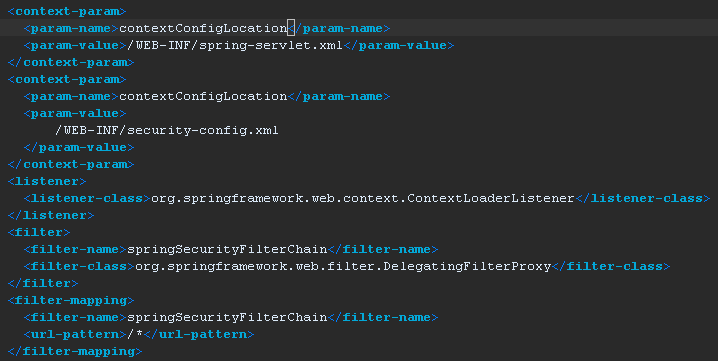 <context-param>
  <param-name>contextConfigLocation</param-name>
  <param-value>/WEB-INF/spring-servlet.xml</param-value>
</context-param>
<context-param>
  <param-name>contextConfigLocation</param-name>
  <param-value>
      /WEB-INF/security-config.xml
  </param-value>
</context-param>
<listener>
  <listener-class>org.springframework.web.context.ContextLoaderListener</listener-class>
</listener>
<filter>
  <filter-name>springSecurityFilterChain</filter-name>
  <filter-class>org.springframework.web.filter.DelegatingFilterProxy</filter-class>
</filter>
<filter-mapping>
  <filter-name>springSecurityFilterChain</filter-name>
  <url-pattern>/*</url-pattern>
</filter-mapping>